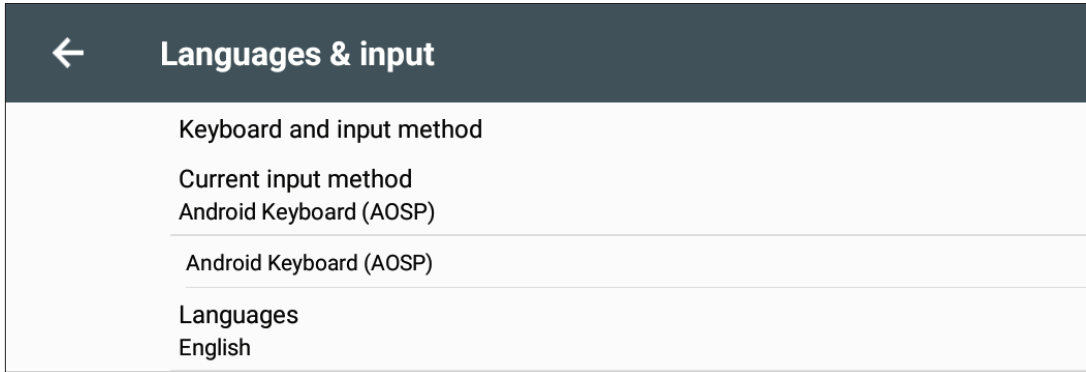 Languages & input
Keyboard and input method
Current input method
Android Keyboard (AOSP)
Android Keyboard (AOSP)
Languages
English